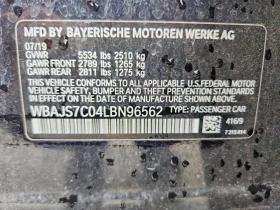 MFD BY BAYERISCHE MOTOREN WERKE AG
07/19
GVWR 5534 lbs 2510 kg
GAWR FRONT 2789 lbs 1265 kg
GAWR REAR 2811 lbs 1275 kg
THIS VEHICLE CONFORMS TO ALL APPLICABLE U.S. FEDERAL MOTOR
VEHICLE SAFETY, BUMPER AND THEFT PREVENTION STANDARDS IN
EFFECT ON THE DATE OF MANUFACTURE SHOWN ABOVE.
WBAJS7C04LBN96562 TYPE: PASSENGER CAR
416/9